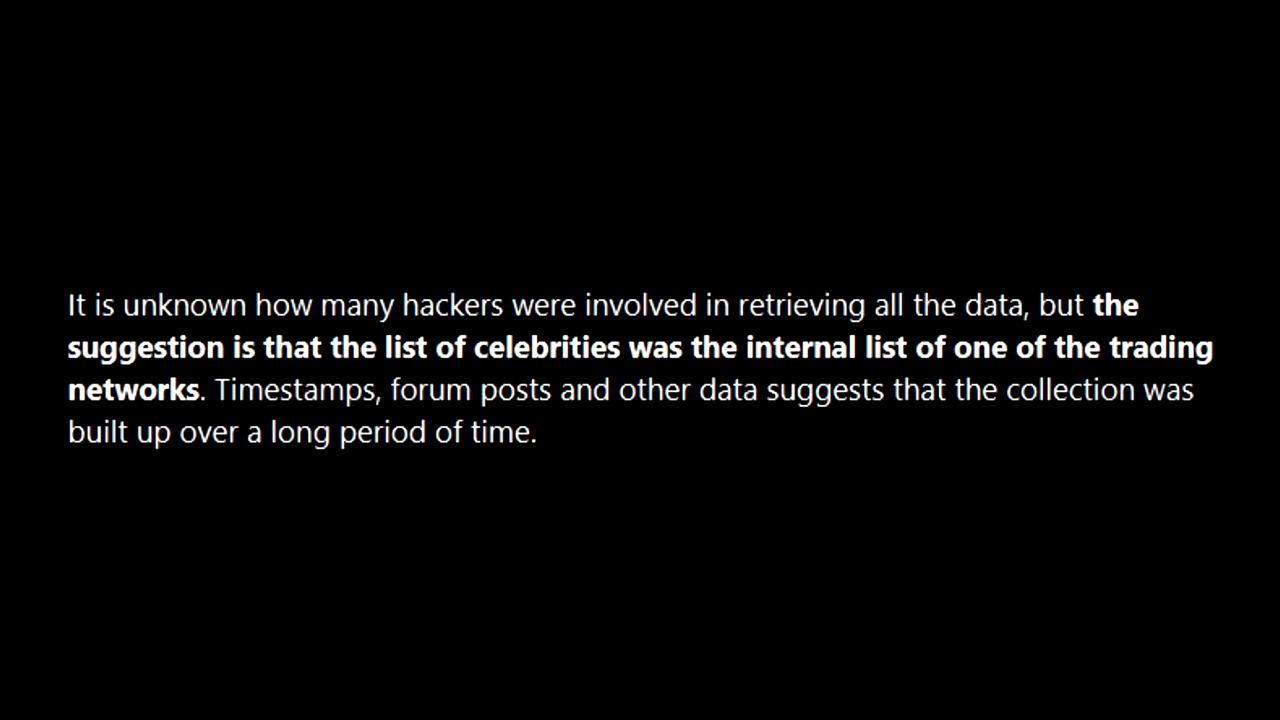 It is unknown how many hackers were involved in retrieving all the data, but the
suggestion is that the list of celebrities was the internal list of one of the trading
networks. Timestamps, forum posts and other data suggests that the collection was
built up over a long period of time.